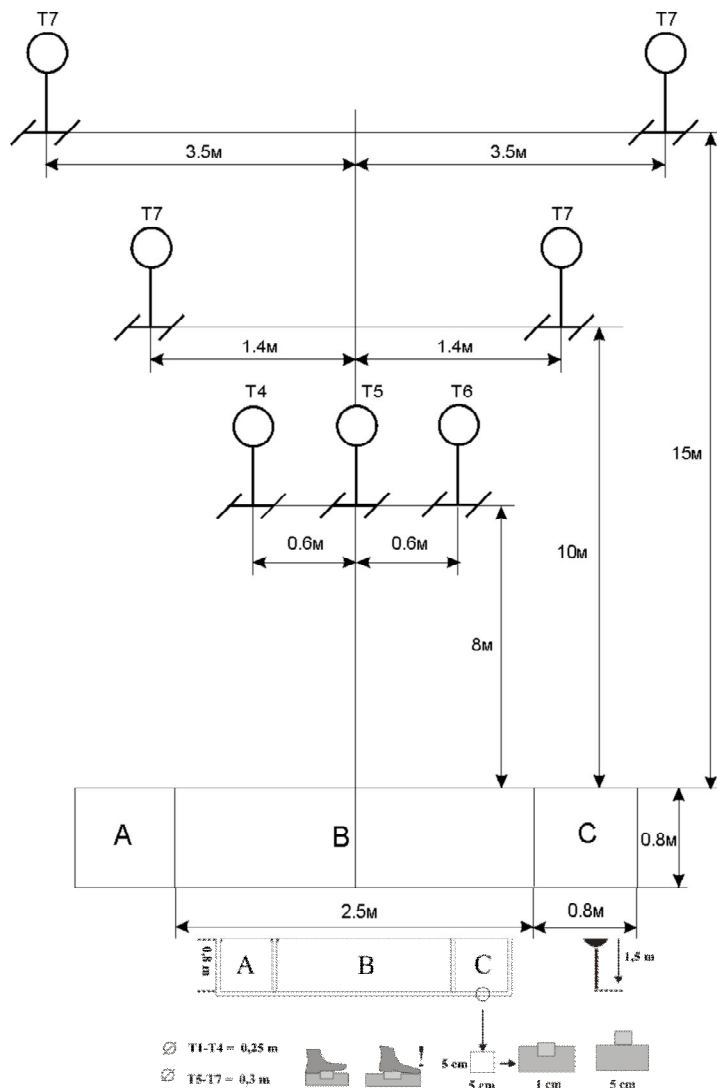 T7 T7
3.5м 3.5м
T7 T7
1.4м 1.4м
T4 T5 T6
15м
0.6м 0.6м
10м
8м
A B C 0.8м
2.5м 0.8м
0,8 m A B C 1,5 m
Ø T1-T4 = 0,25 m ! 5 cm
Ø T5-T7 = 0,3 m 5 cm 1 cm 5 cm